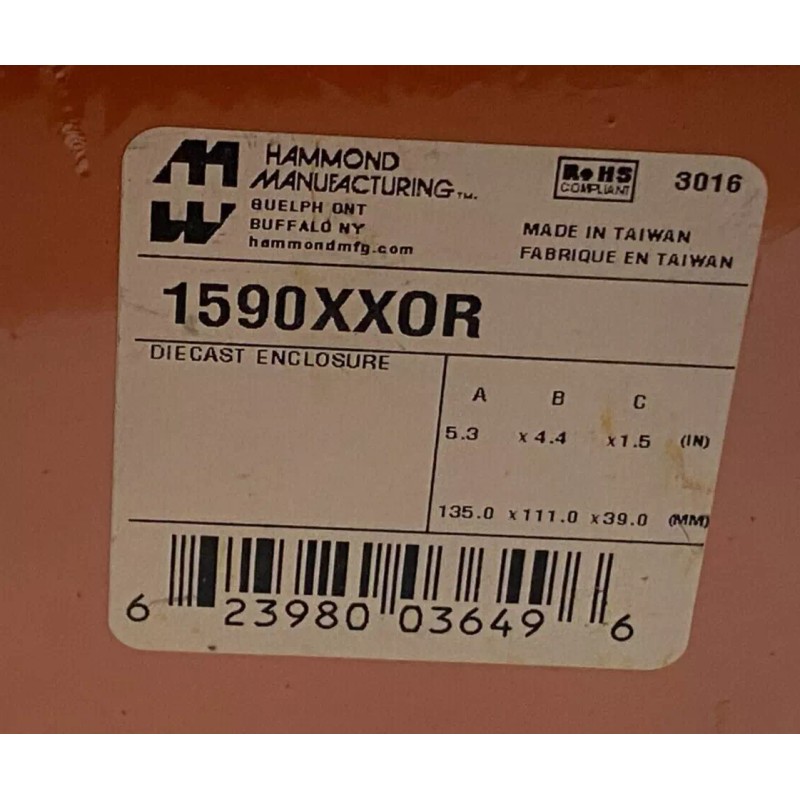 HAMMOND
MANUFACTURING™.
GUELPH ONT
BUFFALO NY
hammondmfg.com
RoHS
COMPLIANT
3016
MADE IN TAIWAN
FABRIQUE EN TAIWAN
1590XXOR
DIECAST ENCLOSURE
A B C
5.3 x 4.4 x 1.5 (IN)
135.0 x 111.0 x 39.0 (MM)
6 23980 03649 6